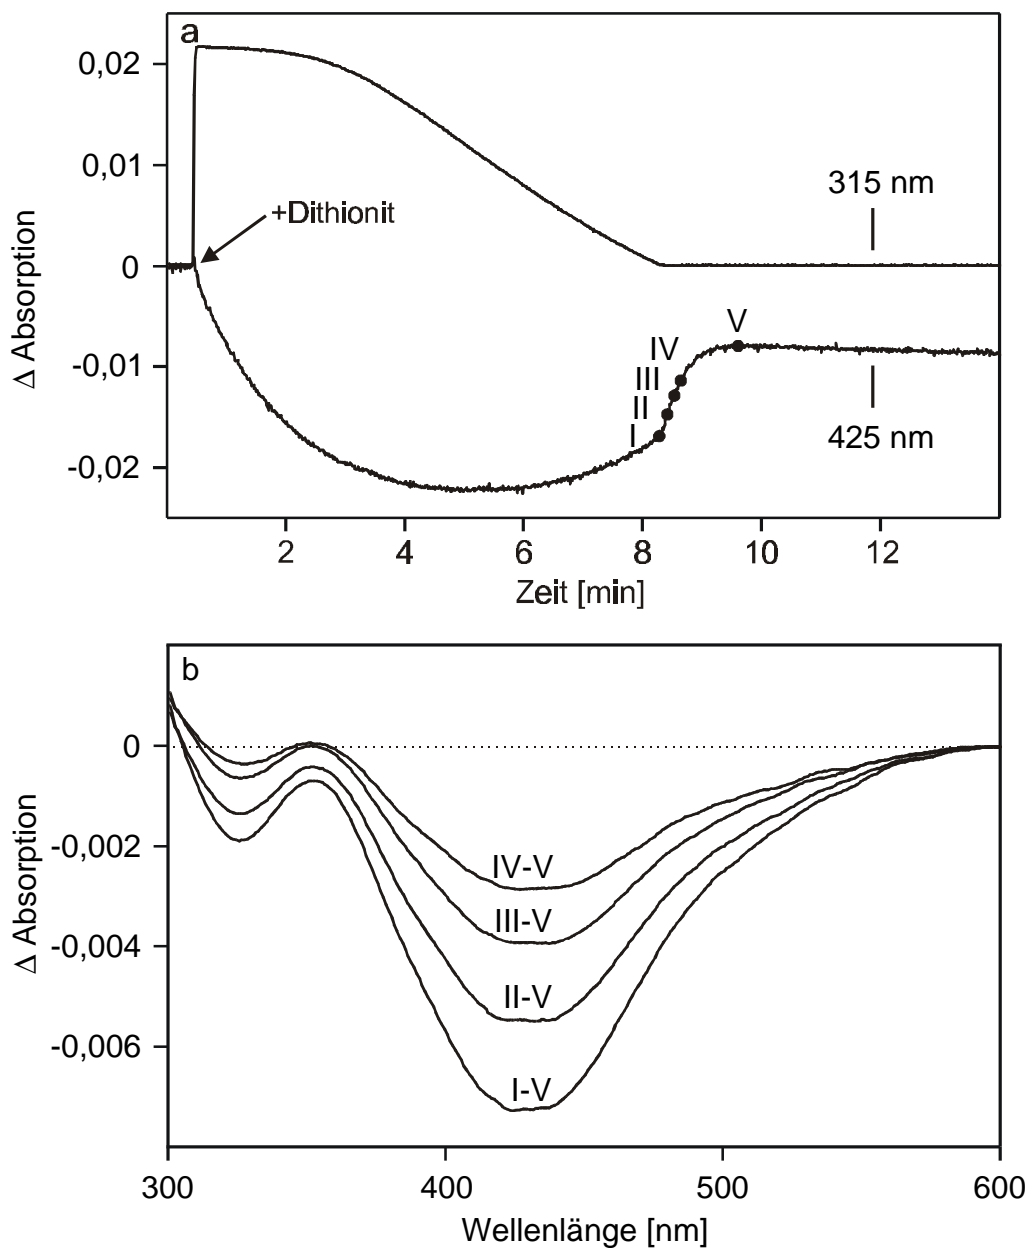 a
0,02
0,01
0
-0,01
-0,02
Δ Absorption
+Dithionit
315 nm
V
IV
III
II
I
425 nm
2 4 6 8 10 12
Zeit [min]
b
0
-0,002
-0,004
-0,006
Δ Absorption
IV-V
III-V
II-V
I-V
300 400 500 600
Wellenlänge [nm]